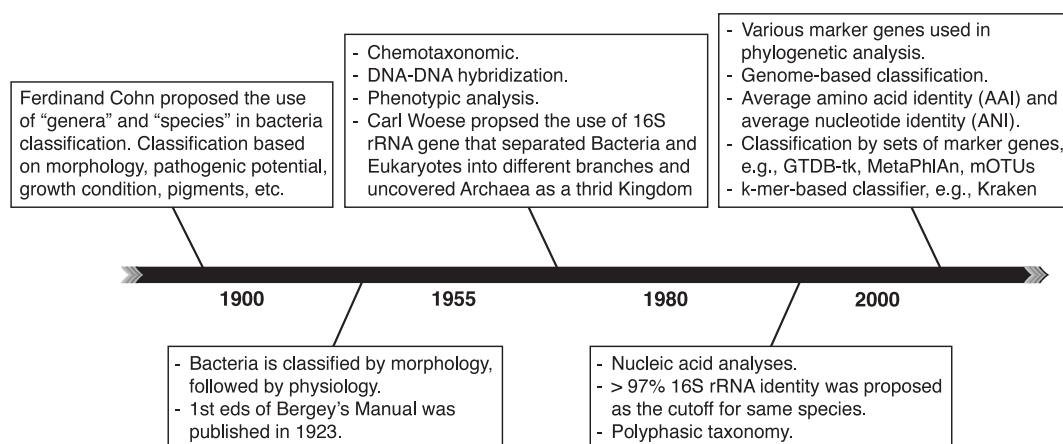 Ferdinand Cohn proposed the use
of “genera” and “species” in bacteria
classification. Classification based
on morphology, pathogenic potential,
growth condition, pigments, etc.
- Chemotaxonomic.
- DNA-DNA hybridization.
- Phenotypic analysis.
- Carl Woese propsed the use of 16S
rRNA gene that separated Bacteria and
Eukaryotes into different branches and
uncovered Archaea as a thrid Kingdom
- Various marker genes used in
phylogenetic analysis.
- Genome-based classification.
- Average amino acid identity (AAI) and
average nucleotide identity (ANI).
- Classification by sets of marker genes,
e.g., GTDB-tk, MetaPhlAn, mOTUs
- k-mer-based classifier, e.g., Kraken
1900
1955
1980
2000
- Bacteria is classified by morphology,
followed by physiology.
- 1st eds of Bergey’s Manual was
published in 1923.
- Nucleic acid analyses.
- > 97% 16S rRNA identity was proposed
as the cutoff for same species.
- Polyphasic taxonomy.